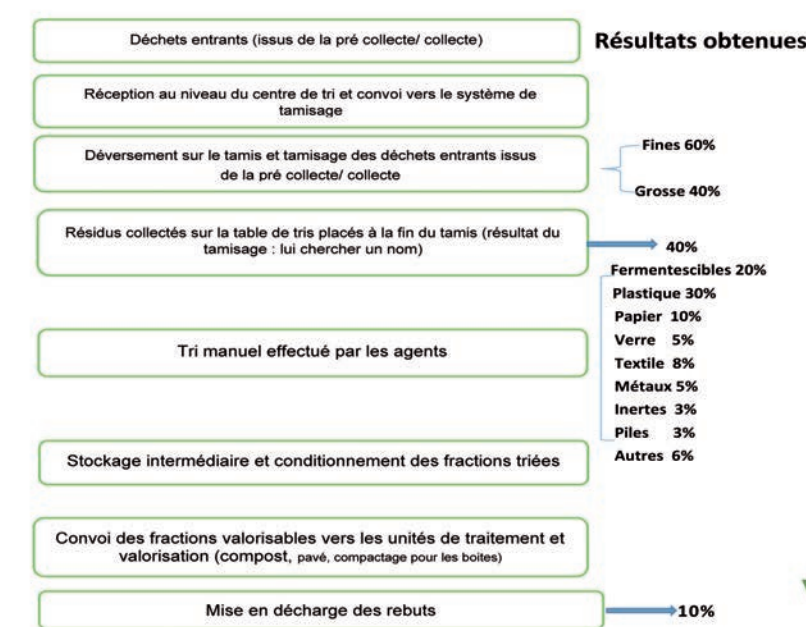 Déchets entrants (issus de la pré collecte/ collecte)
Résultats obtenues
Réception au niveau du centre de tri et convoi vers le système de
tamisage
Déversement sur le tamis et tamisage des déchets entrants issus
de la pré collecte/ collecte
Fines 60%
Grosse 40%
Résidus collectés sur la table de tris placés à la fin du tamis (résultat du
tamisage : lui chercher un nom)
40%
Fermentescibles 20%
Plastique 30%
Papier 10%
Verre 5%
Textile 8%
Métaux 5%
Inertes 3%
Piles 3%
Autres 6%
Tri manuel effectué par les agents
Stockage intermédiaire et conditionnement des fractions triées
Convoi des fractions valorisables vers les unités de traitement et
valorisation (compost, pavé, compactage pour les boites)
Mise en décharge des rebuts
10%